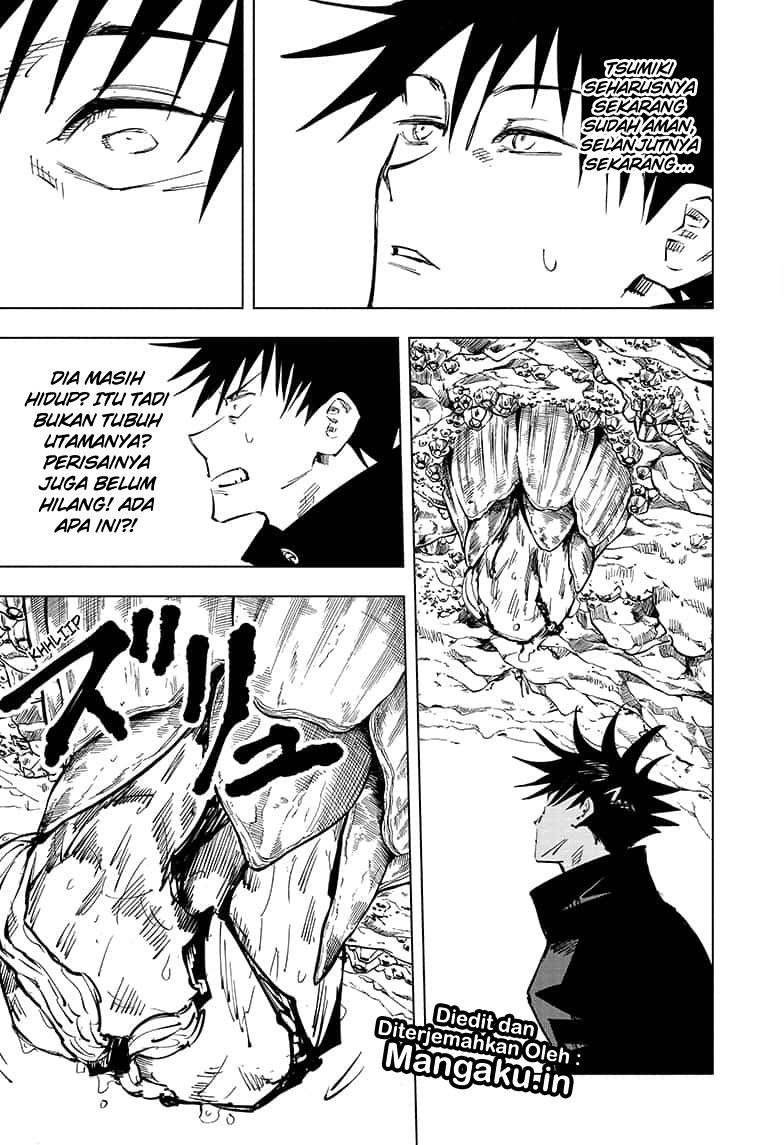 TSUMIKI
SEHARUSNYA
SEKARANG
SUDAH AMAN,
SELANJUTNYA
SEKARANG...
DIA MASIH
HIDUP? ITU TADI
BUKAN TUBUH
UTAMANYA?
PERISAINYA
JUGA BELUM
HILANG! ADA
APA INI?!
KHHLIIP
ズリュ
Diedit dan
Diterjemahkan Oleh :
Mangaku.in